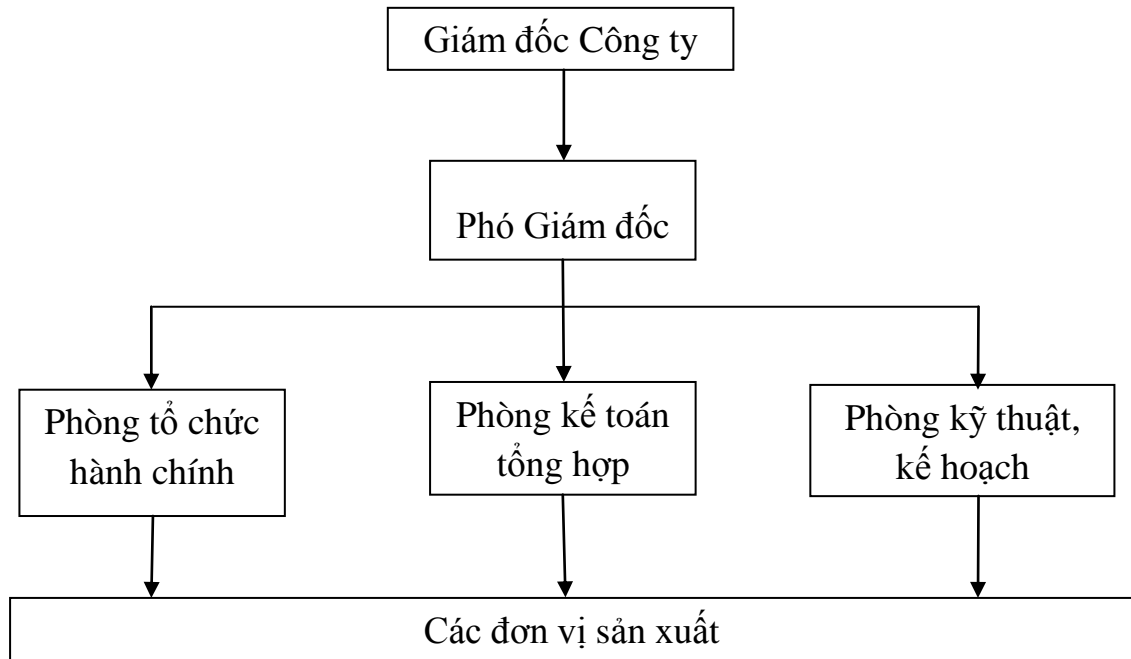 Giám đốc Công ty
Phó Giám đốc
Phòng tổ chức
hành chính
Phòng kế toán
tổng hợp
Phòng kỹ thuật,
kế hoạch
Các đơn vị sản xuất